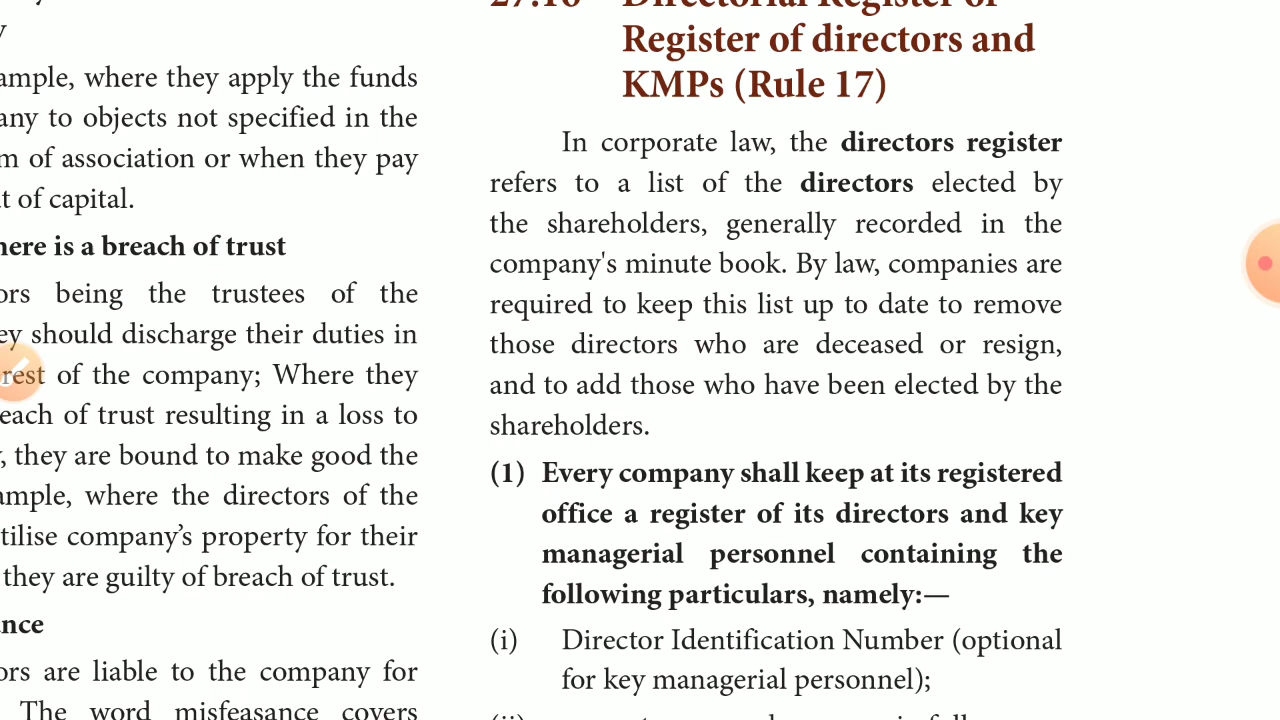 y
ample, where they apply the funds
any to objects not specified in the
m of association or when they pay
t of capital.
here is a breach of trust
ors being the trustees of the
ey should discharge their duties in
rest of the company; Where they
each of trust resulting in a loss to
, they are bound to make good the
ample, where the directors of the
tilise company’s property for their
they are guilty of breach of trust.
ance
ors are liable to the company for
The word misfeasance covers
27.16 Directorial Register or
Register of directors and
KMPs (Rule 17)
In corporate law, the directors register
refers to a list of the directors elected by
the shareholders, generally recorded in the
company's minute book. By law, companies are
required to keep this list up to date to remove
those directors who are deceased or resign,
and to add those who have been elected by the
shareholders.
(1) Every company shall keep at its registered
office a register of its directors and key
managerial personnel containing the
following particulars, namely:—
(i) Director Identification Number (optional
for key managerial personnel);